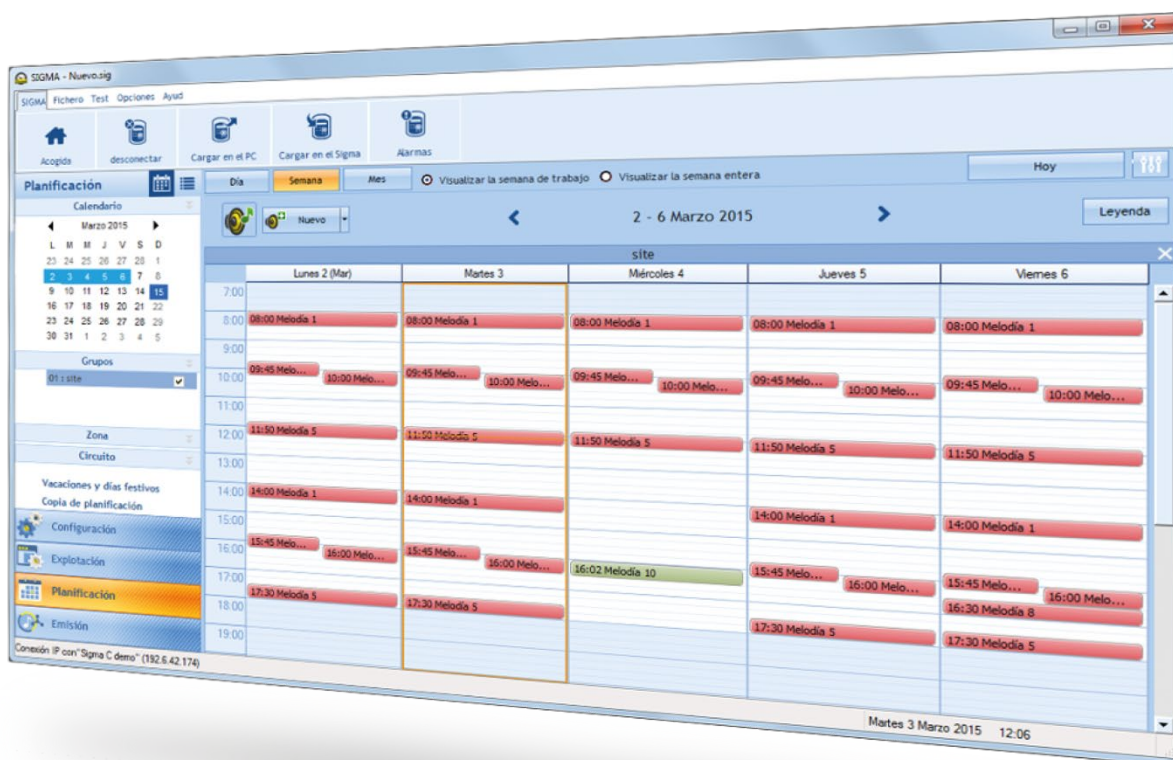 SIGMA - Nuevo.sig
SIGMA Fichero Test Opciones Ayud
Acogida desconectar Cargar en el PC Cargar en el Sigma Alarmas
Planificación
Día Semana Mes Visualizar la semana de trabajo Visualizar la semana entera Hoy
Calendario
Marzo 2015
L M M J V S D
23 24 25 26 27 28 1
2 3 4 5 6 7 8
9 10 11 12 13 14 15
16 17 18 19 20 21 22
23 24 25 26 27 28 29
30 31 1 2 3 4 5
Grupos
01 : site
Zona
Circuito
Vacaciones y días festivos
Copia de planificación
Configuración
Explotación
Planificación
Emisión
Nuevo 2 - 6 Marzo 2015 Leyenda
site
Lunes 2 (Mar) Martes 3 Miércoles 4 Jueves 5 Viernes 6
7:00
8:00 08:00 Melodía 1 08:00 Melodía 1 08:00 Melodía 1 08:00 Melodía 1 08:00 Melodía 1
9:00
09:45 Melo... 09:45 Melo... 09:45 Melo... 09:45 Melo... 09:45 Melo...
10:00 10:00 Melo... 10:00 Melo... 10:00 Melo... 10:00 Melo... 10:00 Melo...
11:00
12:00 11:50 Melodía 5 11:50 Melodía 5 11:50 Melodía 5 11:50 Melodía 5 11:50 Melodía 5
13:00
14:00 14:00 Melodía 1 14:00 Melodía 1 14:00 Melodía 1 14:00 Melodía 1
15:00
15:45 Melo... 15:45 Melo... 15:45 Melo... 15:45 Melo...
16:00 16:00 Melo... 16:00 Melo... 16:02 Melodía 10 16:00 Melo... 16:00 Melo...
16:30 Melodía 8
17:00
17:30 Melodía 5 17:30 Melodía 5 17:30 Melodía 5 17:30 Melodía 5
18:00
19:00
Conexión IP con"Sigma C demo" (192.6.42.174)
Martes 3 Marzo 2015 12:06